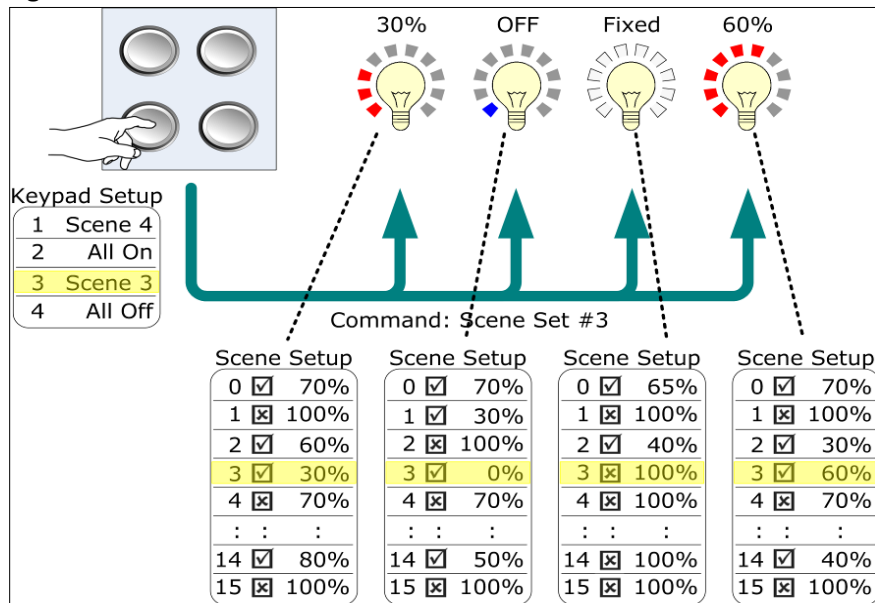 30% OFF Fixed 60%
Keypad Setup
1 Scene 4
2 All On
3 Scene 3
4 All Off
Command: Scene Set #3
Scene Setup
0 ☑ 70%
1 ☒ 100%
2 ☑ 60%
3 ☑ 30%
4 ☒ 70%
: : :
14 ☑ 80%
15 ☒ 100%
Scene Setup
0 ☑ 70%
1 ☑ 30%
2 ☒ 100%
3 ☑ 0%
4 ☒ 70%
: : :
14 ☑ 50%
15 ☒ 100%
Scene Setup
0 ☑ 65%
1 ☒ 100%
2 ☑ 40%
3 ☒ 100%
4 ☒ 100%
: : :
14 ☒ 100%
15 ☒ 100%
Scene Setup
0 ☑ 70%
1 ☒ 100%
2 ☑ 30%
3 ☑ 60%
4 ☒ 70%
: : :
14 ☑ 40%
15 ☒ 100%